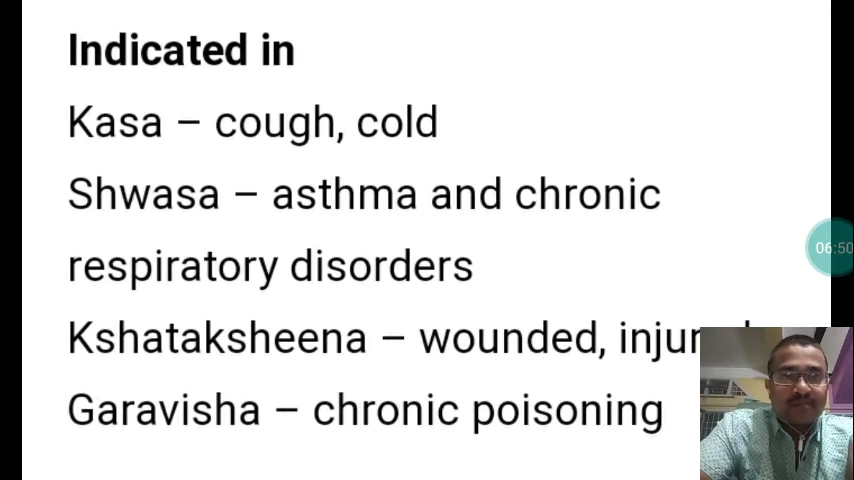 Indicated in
Kasa – cough, cold
Shwasa – asthma and chronic
respiratory disorders
Kshataksheena – wounded,
Garavisha – chronic poisoning
06:50